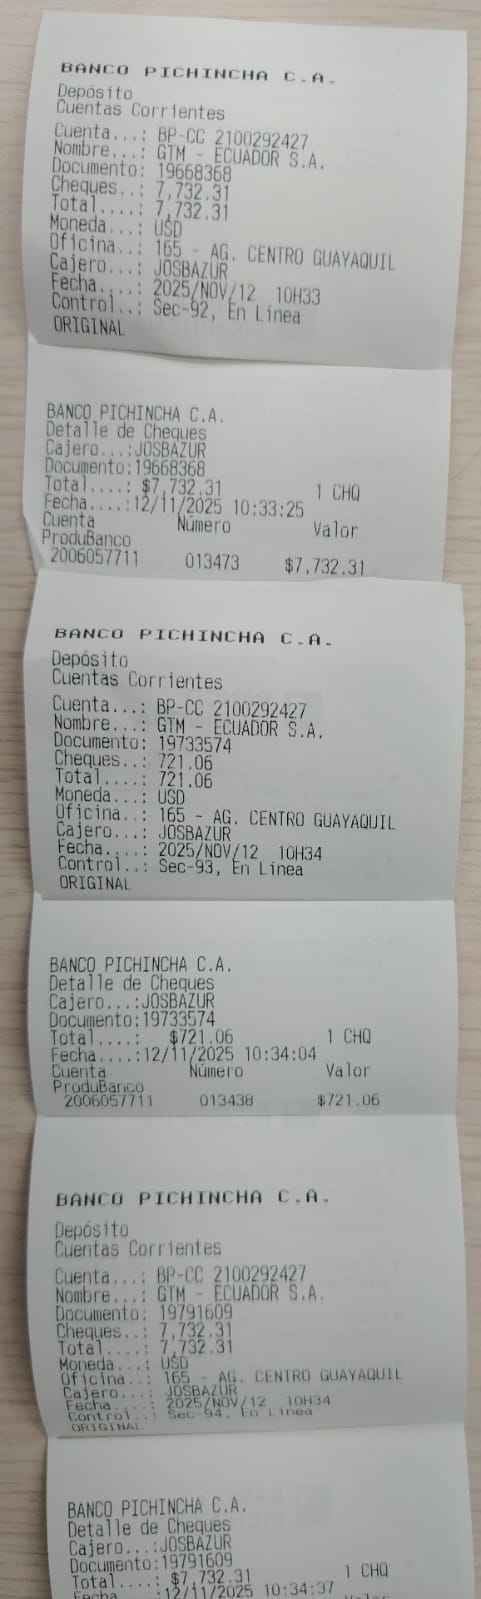 BANCO PICHINCHA C.A.
Depósito
Cuentas Corrientes
Cuenta...: BP-CC 2100292427
Nombre...: GTM - ECUADOR S.A.
Documento: 19668368
Cheques..: 7,732.31
Total....: 7,732.31
Moneda...: USD
Oficina..: 165 - AG. CENTRO GUAYAQUIL
Cajero...: JOSBAZUR
Fecha....: 2025/NOV/12 10H33
Control..: Sec-92, En Línea
ORIGINAL
BANCO PICHINCHA C.A.
Detalle de Cheques
Cajero...:JOSBAZUR
Documento:19668368
Total....: $7,732.31 1 CHQ
Fecha....:12/11/2025 10:33:25
Cuenta Número Valor
ProduBanco
2006057711 013473 $7,732.31
BANCO PICHINCHA C.A.
Depósito
Cuentas Corrientes
Cuenta...: BP-CC 2100292427
Nombre...: GTM - ECUADOR S.A.
Documento: 19733574
Cheques..: 721.06
Total....: 721.06
Moneda...: USD
Oficina..: 165 - AG. CENTRO GUAYAQUIL
Cajero...: JOSBAZUR
Fecha....: 2025/NOV/12 10H34
Control..: Sec-93, En Línea
ORIGINAL
BANCO PICHINCHA C.A.
Detalle de Cheques
Cajero...:JOSBAZUR
Documento:19733574
Total....: $721.06 1 CHQ
Fecha....:12/11/2025 10:34:04
Cuenta Número Valor
ProduBanco
2006057711 013438 $721.06
BANCO PICHINCHA C.A.
Depósito
Cuentas Corrientes
Cuenta...: BP-CC 2100292427
Nombre...: GTM - ECUADOR S.A.
Documento: 19791609
Cheques..: 7,732.31
Total....: 7,732.31
Moneda...: USD
Oficina..: 165 - AG. CENTRO GUAYAQUIL
Cajero...: JOSBAZUR
Fecha....: 2025/NOV/12 10H34
Control..: Sec-94, En Línea
ORIGINAL
BANCO PICHINCHA C.A.
Detalle de Cheques
Cajero...:JOSBAZUR
Documento:19791609
Total....: $7,732.31 1 CHQ
Fecha....:12/11/2025 10:34:37